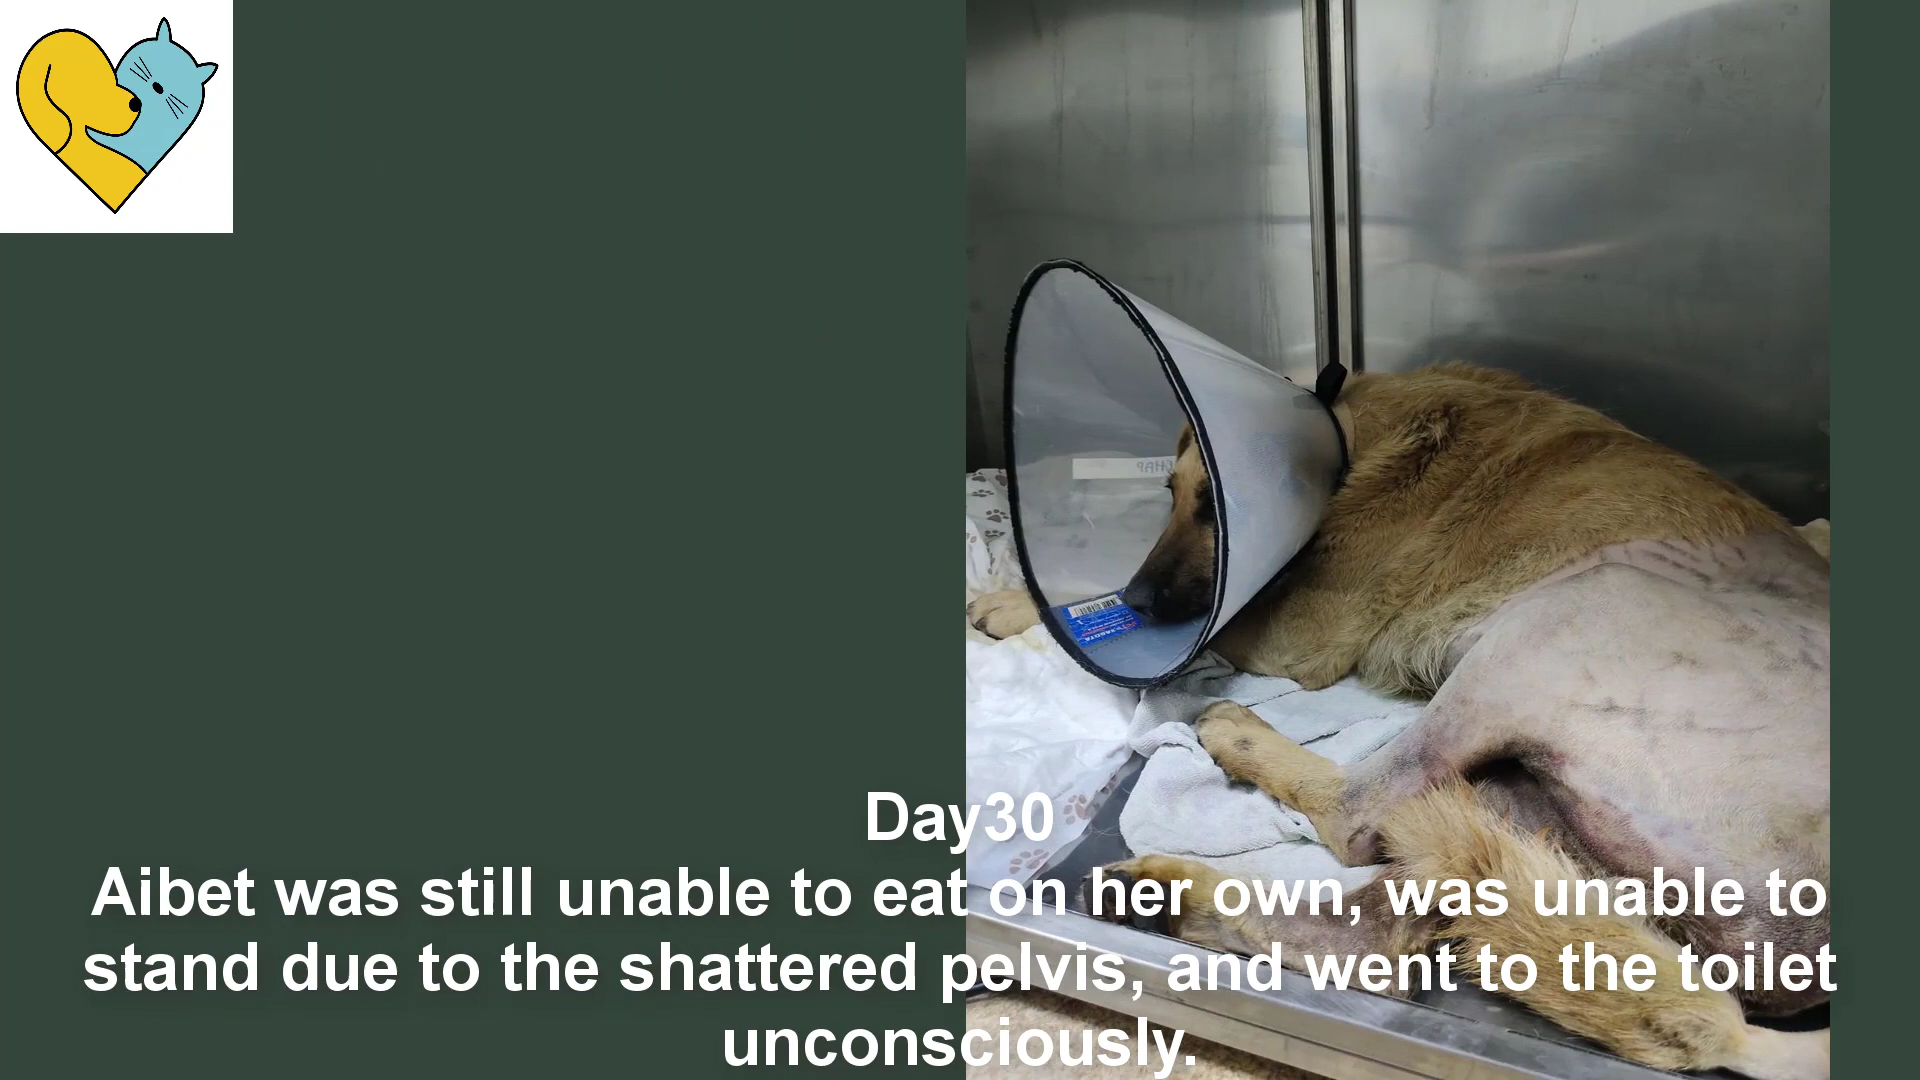 Day30
Aibet was still unable to eat on her own, was unable to
stand due to the shattered pelvis, and went to the toilet
unconsciously.